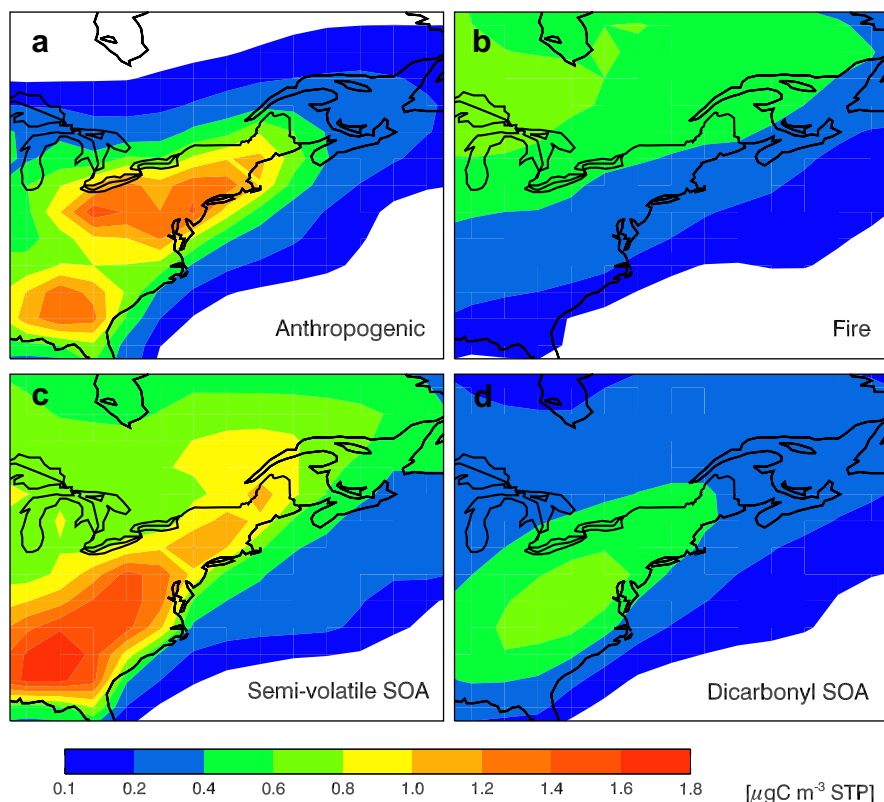 a
b
Anthropogenic
Fire
c
d
Semi-volatile SOA
Dicarbonyl SOA
0.1 0.2 0.4 0.6 0.8 1.0 1.2 1.4 1.6 1.8
[μgC m⁻³ STP]